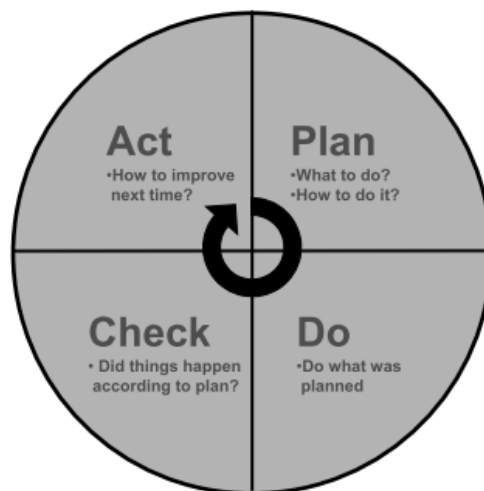 Act
•How to improve
next time?
Plan
•What to do?
•How to do it?
Check
• Did things happen
according to plan?
Do
•Do what was
planned